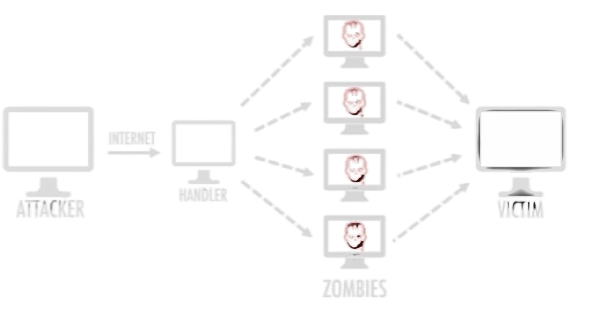 INTERNET
ATTACKER
HANDLER
ZOMBIES
VICTIM